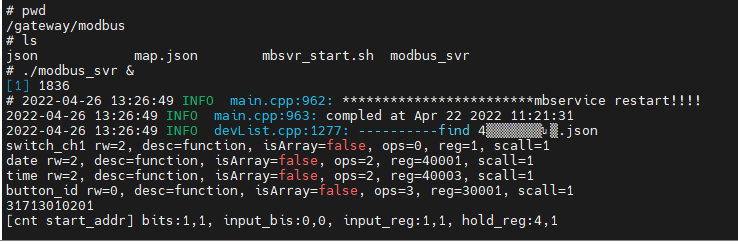 # pwd
/gateway/modbus
# ls
json map.json mbsvr_start.sh modbus_svr
# ./modbus_svr &
[1] 1836
# 2022-04-26 13:26:49 INFO main.cpp:962: ************************mbservice restart!!!!
2022-04-26 13:26:49 INFO main.cpp:963: compled at Apr 22 2022 11:21:31
2022-04-26 13:26:49 INFO devList.cpp:1277: ----------find 4▒▒▒▒▒▒▒▒.json
switch_ch1 rw=2, desc=function, isArray=false, ops=0, reg=1, scall=1
date rw=2, desc=function, isArray=false, ops=2, reg=40001, scall=1
time rw=2, desc=function, isArray=false, ops=2, reg=40003, scall=1
button_id rw=0, desc=function, isArray=false, ops=3, reg=30001, scall=1
31713010201
[cnt start_addr] bits:1,1, input_bis:0,0, input_reg:1,1, hold_reg:4,1